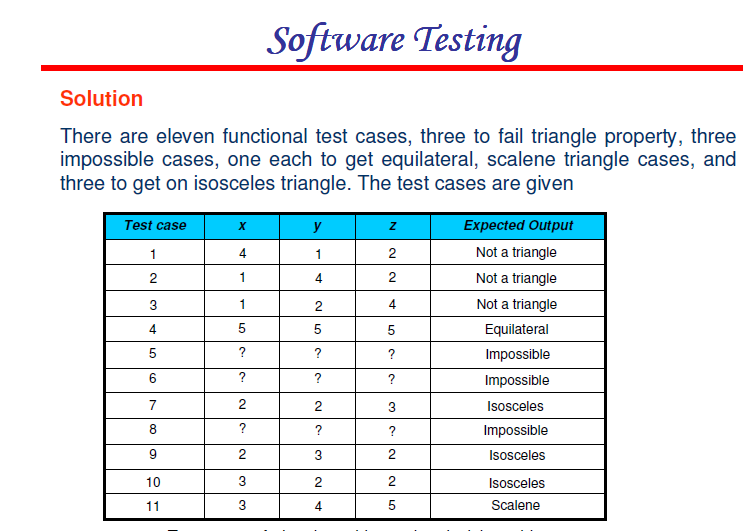 Software Testing
Solution
There are eleven functional test cases, three to fail triangle property, three
impossible cases, one each to get equilateral, scalene triangle cases, and
three to get on isosceles triangle. The test cases are given
Test case x y z Expected Output
1 4 1 2 Not a triangle
2 1 4 2 Not a triangle
3 1 2 4 Not a triangle
4 5 5 5 Equilateral
5 ? ? ? Impossible
6 ? ? ? Impossible
7 2 2 3 Isosceles
8 ? ? ? Impossible
9 2 3 2 Isosceles
10 3 2 2 Isosceles
11 3 4 5 Scalene